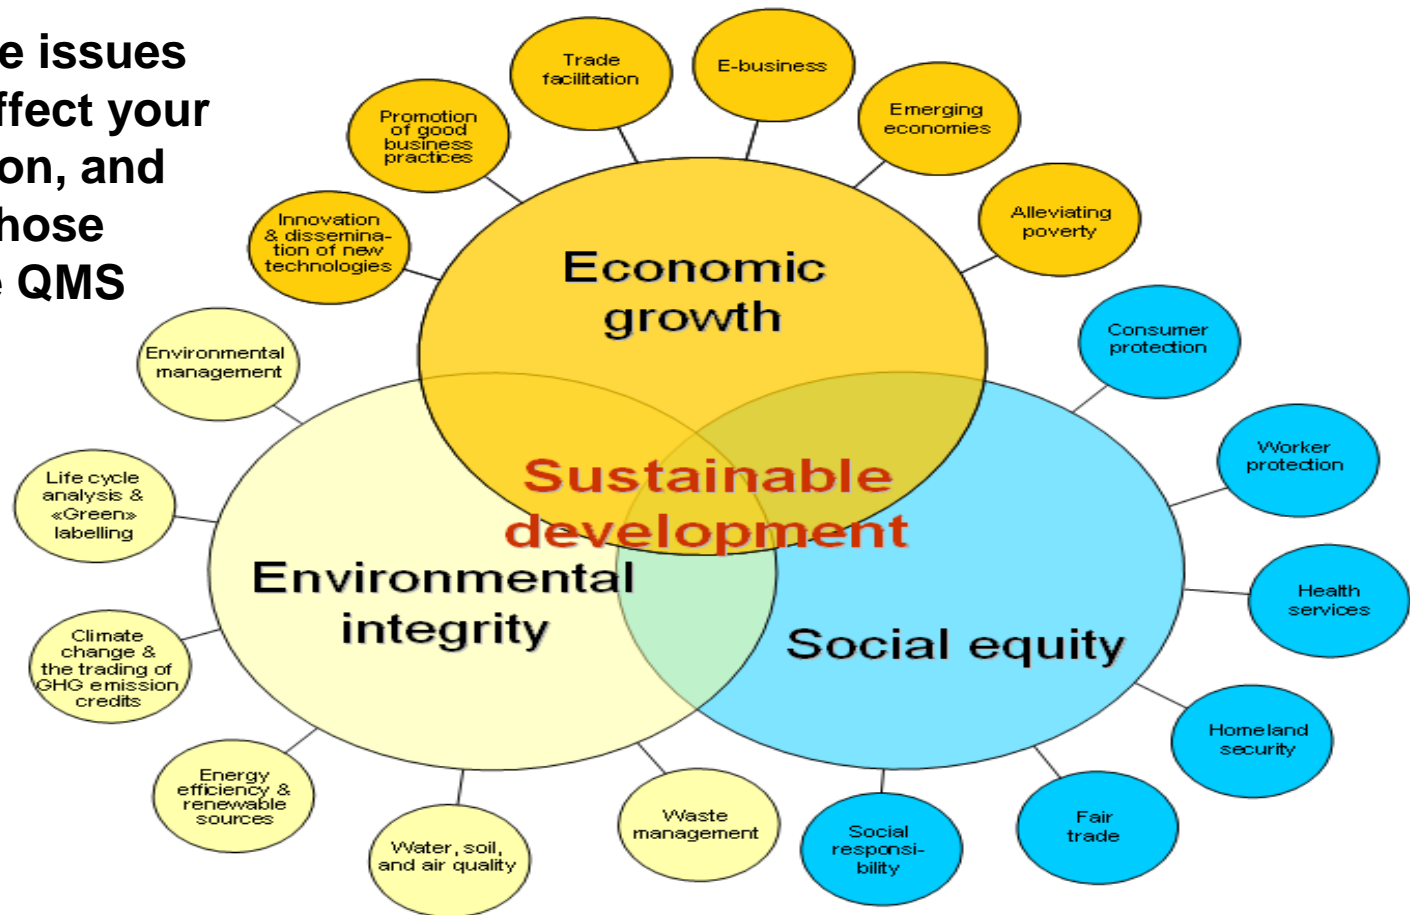 e issues
ffect your
on, and
hose
e QMS
Trade
facilitation
E-business
Emerging
economies
Promotion
of good
business
practices
Alleviating
poverty
Innovation
& dissemina-
tion of new
technologies
Economic
growth
Environmental
management
Consumer
protection
Life cycle
analysis &
«Green»
labelling
Worker
protection
Sustainable
development
Environmental
integrity
Social equity
Health
services
Climate
change &
the trading of
GHG emission
credits
Homeland
security
Energy
efficiency &
renewable
sources
Water, soil,
and air quality
Waste
management
Social
responsi-
bility
Fair
trade